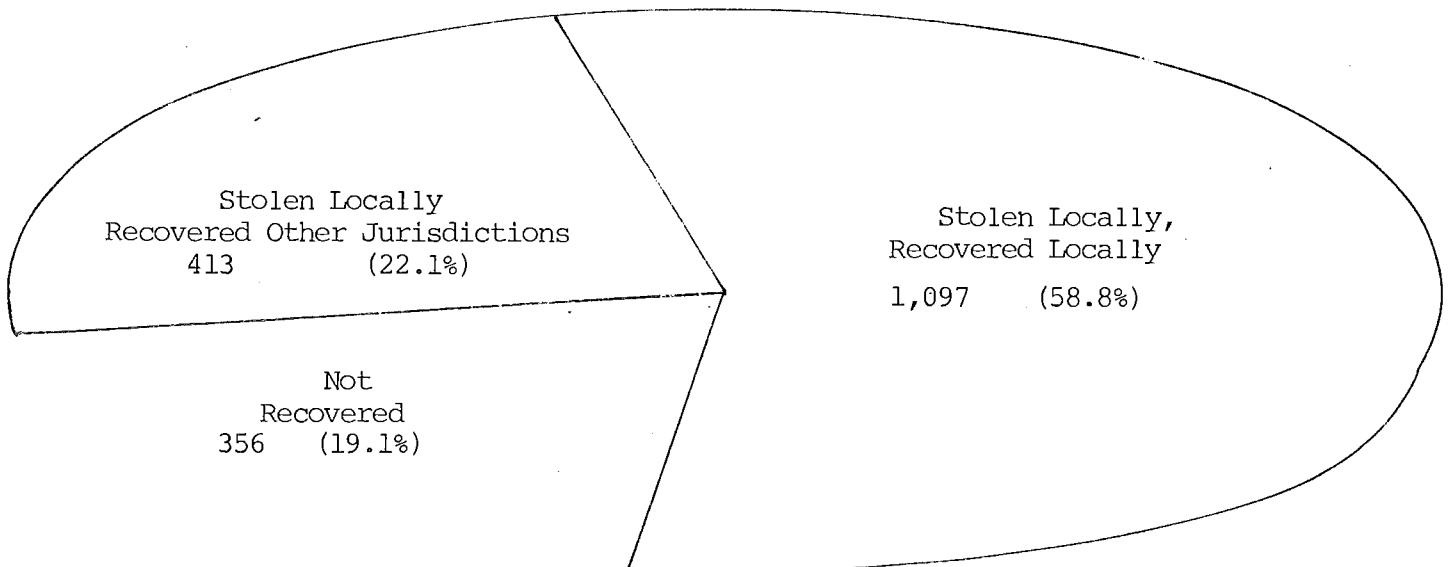 Stolen Locally
Recovered Other Jurisdictions
413 (22.1%)
Stolen Locally,
Recovered Locally
1,097 (58.8%)
Not
Recovered
356 (19.1%)